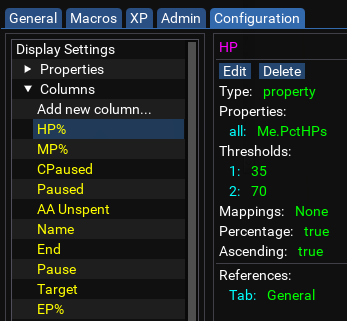 General Macros XP Admin Configuration
Display Settings
Properties
Columns
Add new column...
HP%
MP%
CPaused
Paused
AA Unspent
Name
End
Pause
Target
EP%
HP
Edit Delete
Type: property
Properties:
all: Me.PctHPs
Thresholds:
1: 35
2: 70
Mappings: None
Percentage: true
Ascending: true
References:
Tab: General